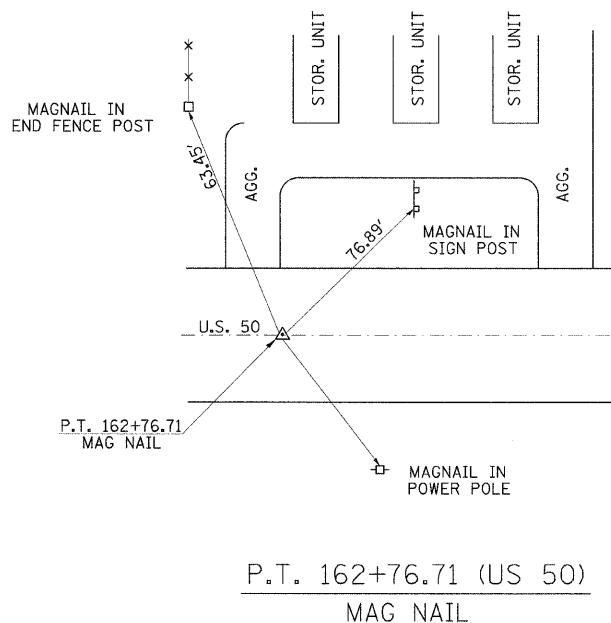 STOR. UNIT
STOR. UNIT
STOR. UNIT
MAGNAIL IN
END FENCE POST
63.45'
AGG.
AGG.
76.89'
MAGNAIL IN
SIGN POST
U.S. 50
P.T. 162+76.71
MAG NAIL
MAGNAIL IN
POWER POLE
P.T. 162+76.71 (US 50)
MAG NAIL